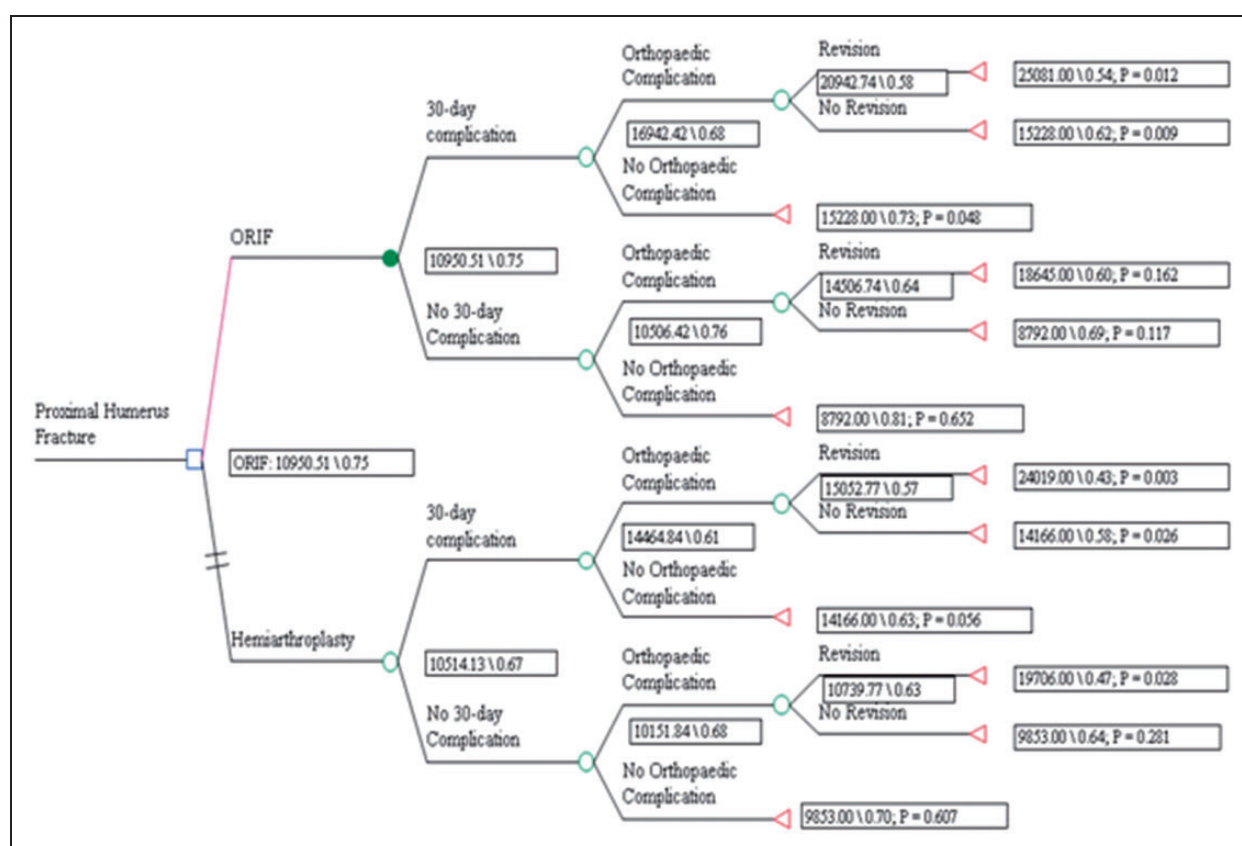 Proximal Humerus
Fracture
ORIF: 10950.51 \ 0.75
ORIF
10950.51 \ 0.75
30-day
complication
16942.42 \ 0.68
Orthopaedic
Complication
20942.74 \ 0.58
Revision
25081.00 \ 0.54; P = 0.012
No Revision
15228.00 \ 0.62; P = 0.009
No Orthopaedic
Complication
15228.00 \ 0.73; P = 0.048
No 30-day
Complication
10506.42 \ 0.76
Orthopaedic
Complication
14506.74 \ 0.64
Revision
18645.00 \ 0.60; P = 0.162
No Revision
8792.00 \ 0.69; P = 0.117
No Orthopaedic
Complication
8792.00 \ 0.81; P = 0.652
Hemiarthroplasty
10514.13 \ 0.67
30-day
complication
14464.84 \ 0.61
Orthopaedic
Complication
15052.77 \ 0.57
Revision
24019.00 \ 0.43; P = 0.003
No Revision
14166.00 \ 0.58; P = 0.026
No Orthopaedic
Complication
14166.00 \ 0.63; P = 0.056
No 30-day
Complication
10151.84 \ 0.68
Orthopaedic
Complication
10739.77 \ 0.63
Revision
19706.00 \ 0.47; P = 0.028
No Revision
9853.00 \ 0.64; P = 0.281
No Orthopaedic
Complication
9853.00 \ 0.70; P = 0.607